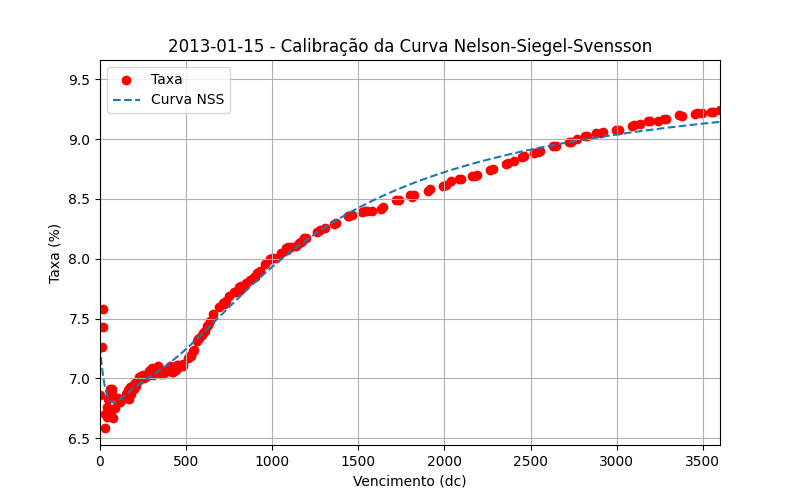 2013-01-15 - Calibração da Curva Nelson-Siegel-Svensson
Taxa
Curva NSS
Taxa (%)
9.5
9.0
8.5
8.0
7.5
7.0
6.5
0 500 1000 1500 2000 2500 3000 3500
Vencimento (dc)